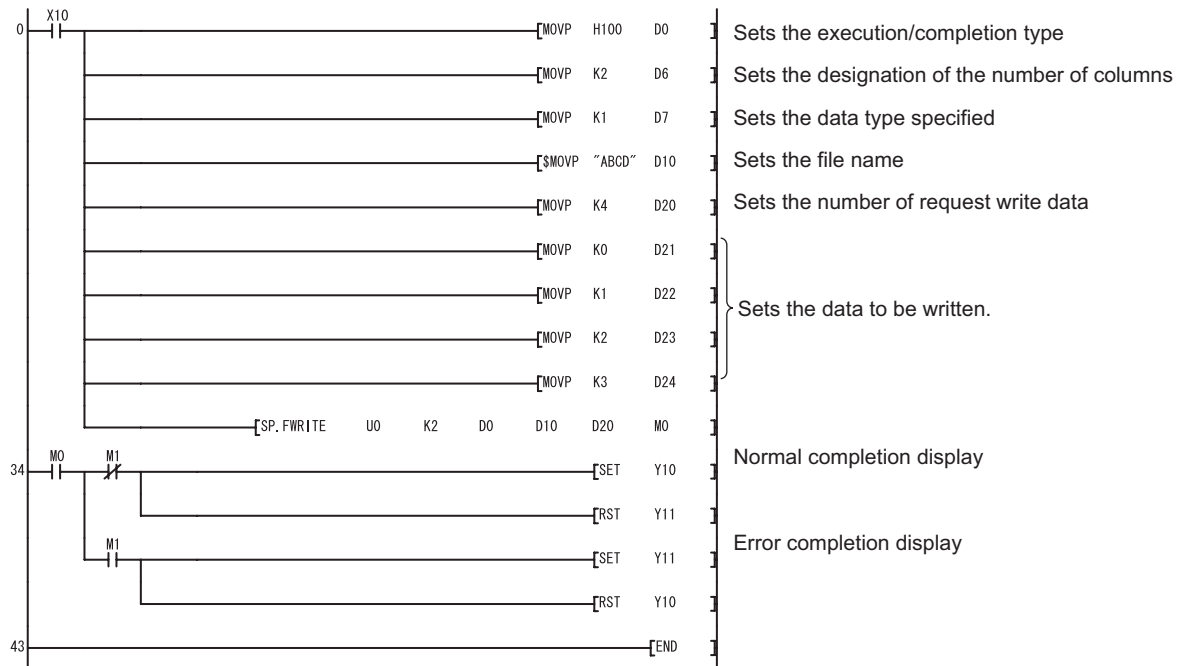 X10
0 [MOVP H100 D0 ] Sets the execution/completion type
[MOVP K2 D6 ] Sets the designation of the number of columns
[MOVP K1 D7 ] Sets the data type specified
[$MOVP "ABCD" D10 ] Sets the file name
[MOVP K4 D20 ] Sets the number of request write data
[MOVP K0 D21 ]
[MOVP K1 D22 ]
Sets the data to be written.
[MOVP K2 D23 ]
[MOVP K3 D24 ]
[SP.FWRITE U0 K2 D0 D10 D20 M0 ]
M0 M1
34 [SET Y10 ] Normal completion display
[RST Y11 ]
M1
[SET Y11 ] Error completion display
[RST Y10 ]
43 [END ]